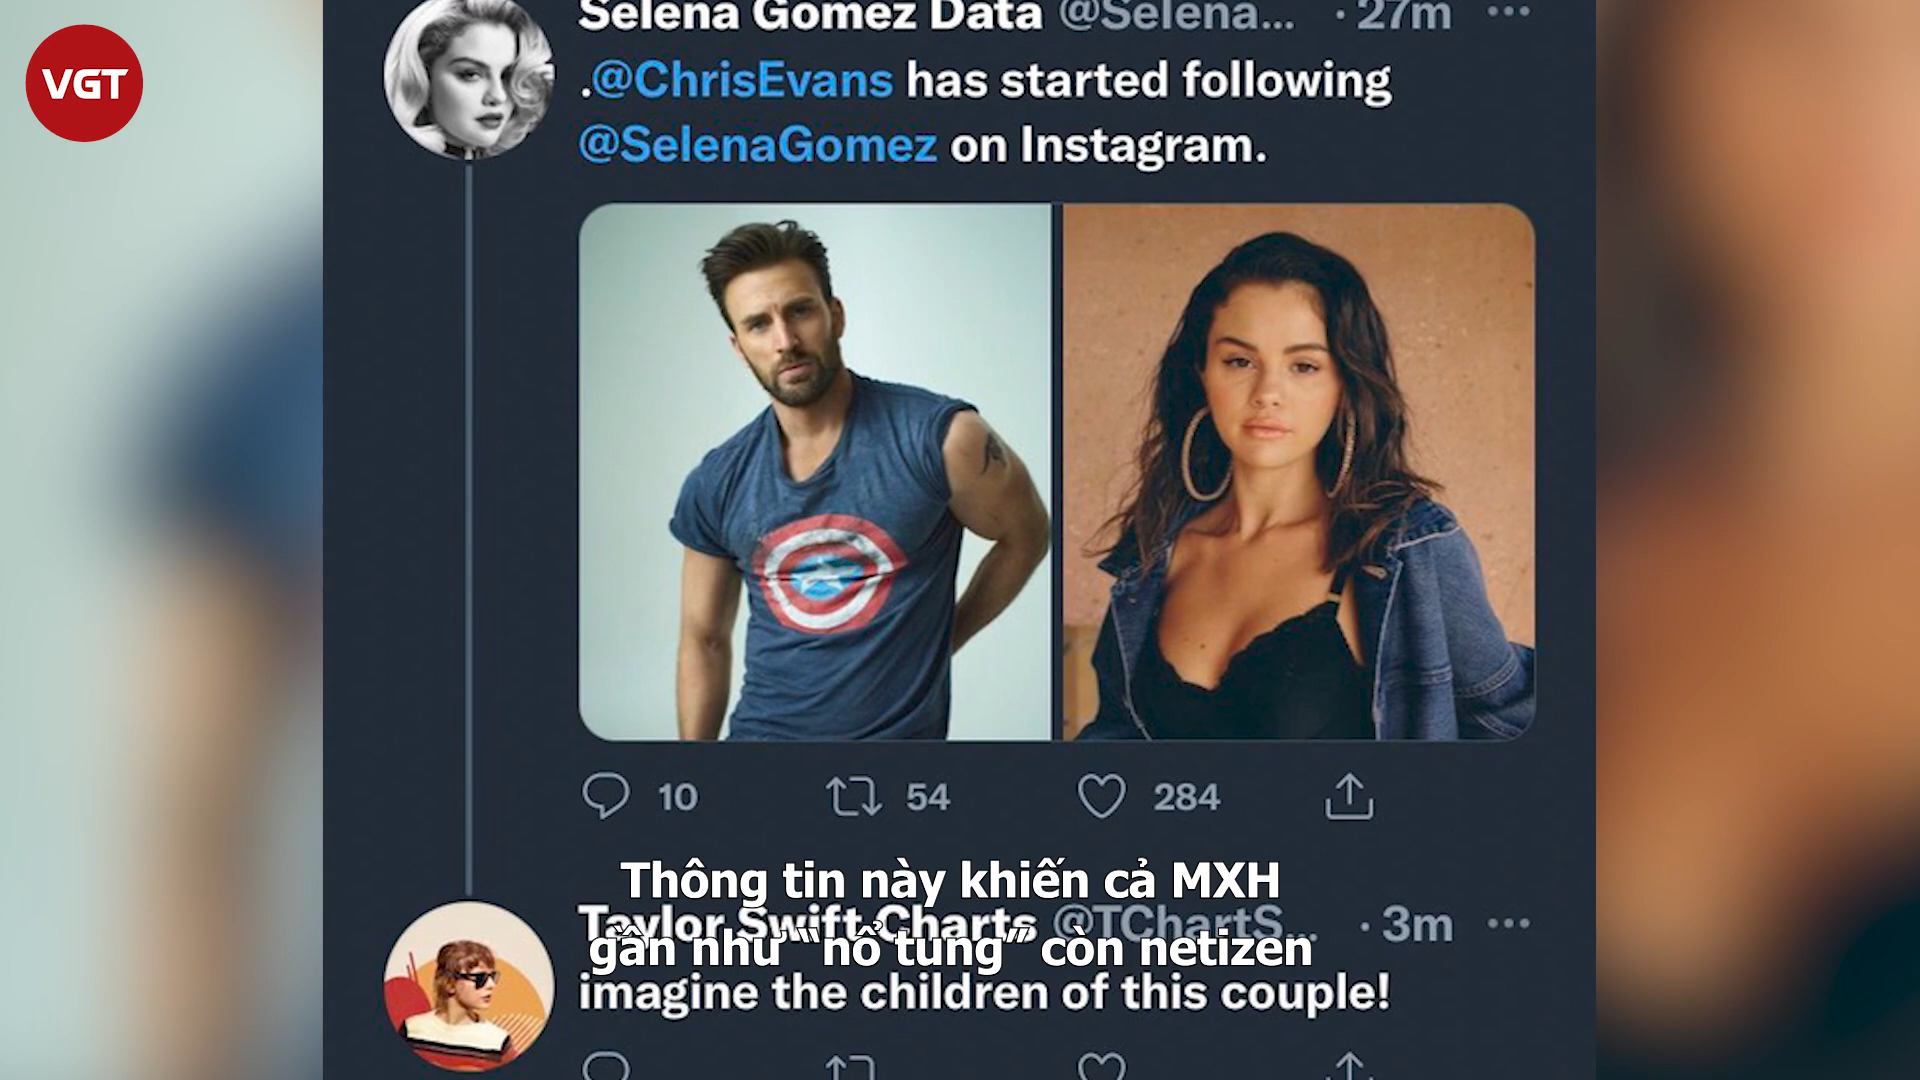 VGT
Selena Gomez Data @Selena... · 27m
.@ChrisEvans has started following
@SelenaGomez on Instagram.
10 54 284
Thông tin này khiến cả MXH
Taylor Swift Charts @TChartS... · 3m
gần như "nổ tung" còn netizen
imagine the children of this couple!